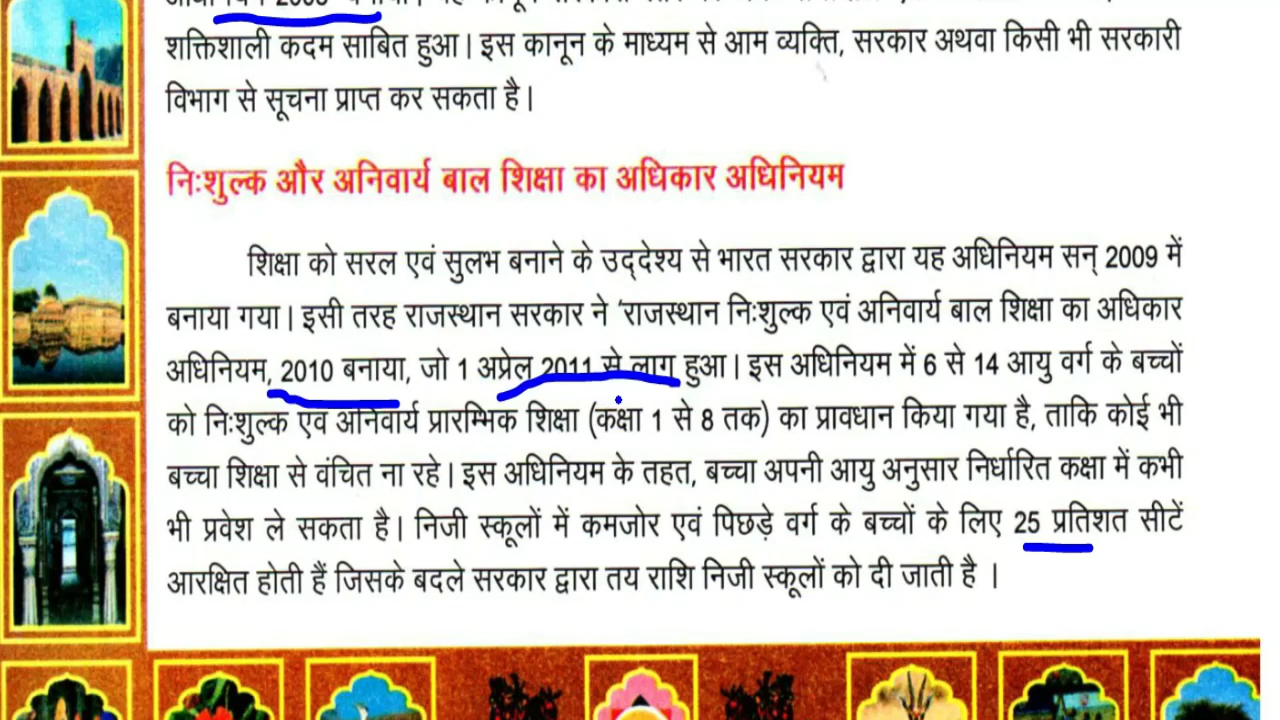 शक्तिशाली कदम साबित हुआ। इस कानून के माध्यम से आम व्यक्ति, सरकार अथवा किसी भी सरकारी
विभाग से सूचना प्राप्त कर सकता है।
निःशुल्क और अनिवार्य बाल शिक्षा का अधिकार अधिनियम
शिक्षा को सरल एवं सुलभ बनाने के उद्देश्य से भारत सरकार द्वारा यह अधिनियम सन् 2009 में
बनाया गया। इसी तरह राजस्थान सरकार ने 'राजस्थान निःशुल्क एवं अनिवार्य बाल शिक्षा का अधिकार
अधिनियम, 2010 बनाया, जो 1 अप्रेल 2011 से लागू हुआ। इस अधिनियम में 6 से 14 आयु वर्ग के बच्चों
को निःशुल्क एवं अनिवार्य प्रारम्भिक शिक्षा (कक्षा 1 से 8 तक) का प्रावधान किया गया है, ताकि कोई भी
बच्चा शिक्षा से वंचित ना रहे। इस अधिनियम के तहत, बच्चा अपनी आयु अनुसार निर्धारित कक्षा में कभी
भी प्रवेश ले सकता है। निजी स्कूलों में कमजोर एवं पिछड़े वर्ग के बच्चों के लिए 25 प्रतिशत सीटें
आरक्षित होती हैं जिसके बदले सरकार द्वारा तय राशि निजी स्कूलों को दी जाती है ।